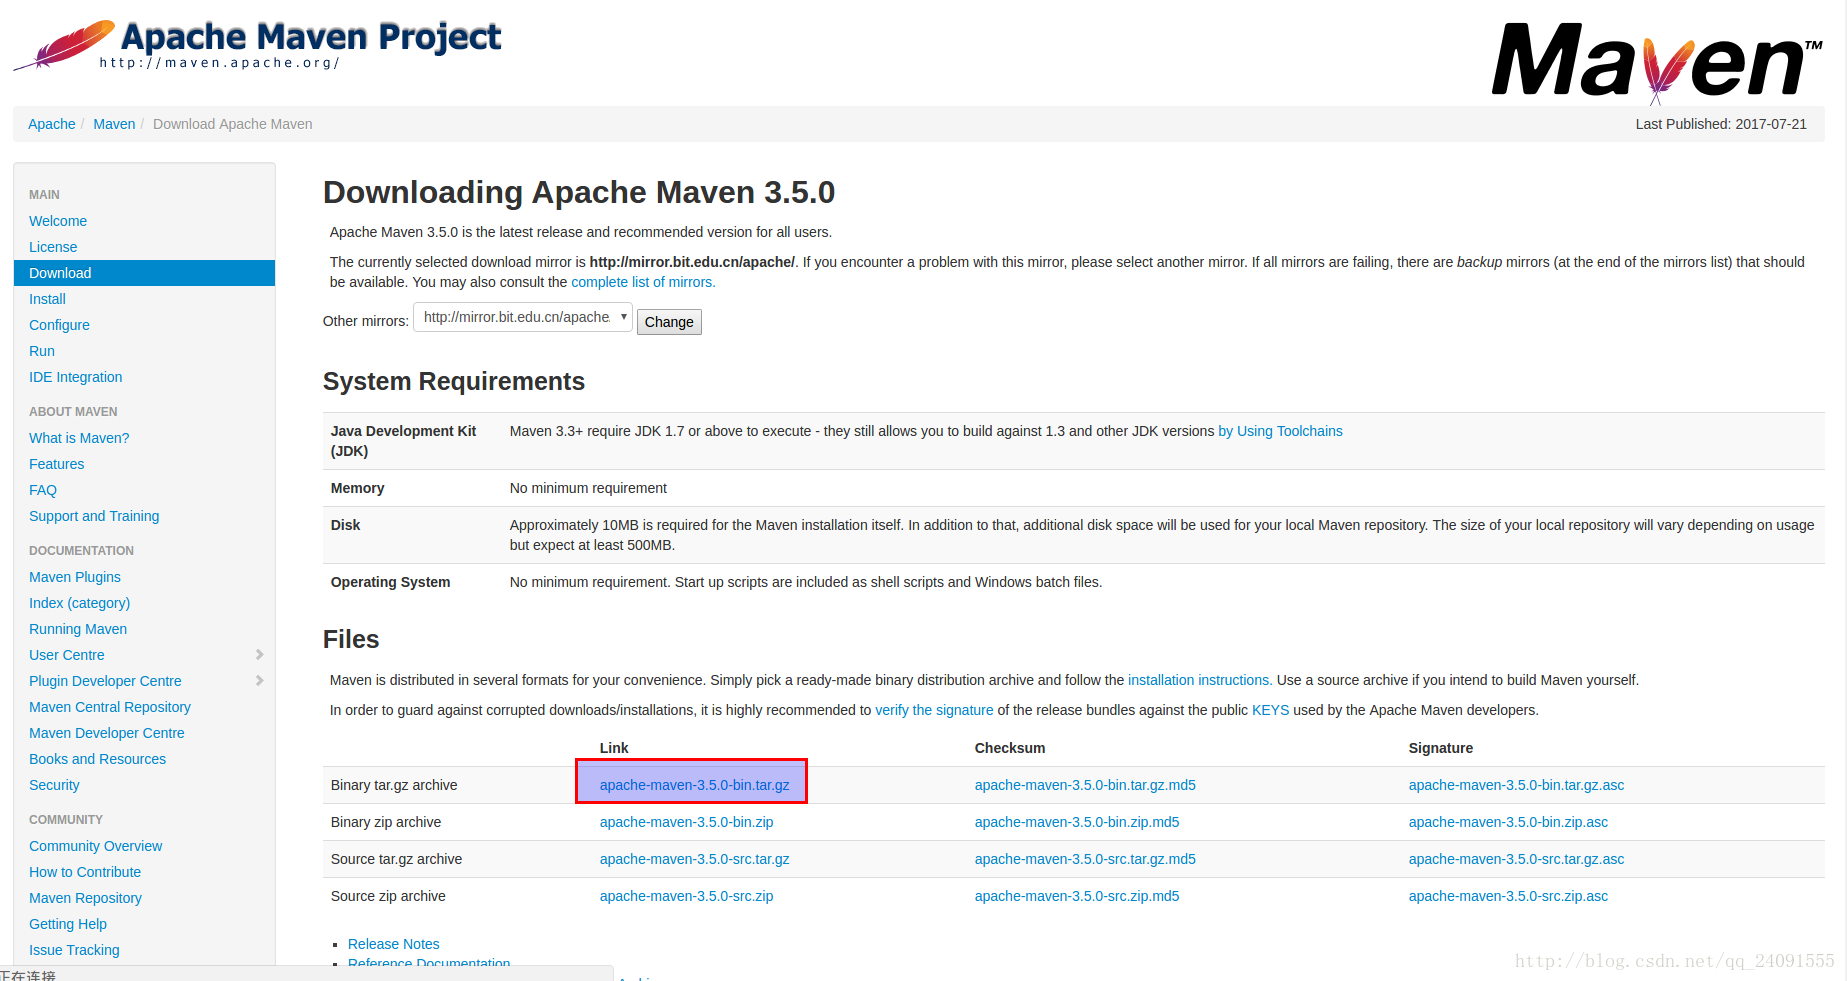 Apache Maven Project
http://maven.apache.org/
Maven™
Apache / Maven / Download Apache Maven
Last Published: 2017-07-21
MAIN
Welcome
License
Download
Install
Configure
Run
IDE Integration
ABOUT MAVEN
What is Maven?
Features
FAQ
Support and Training
DOCUMENTATION
Maven Plugins
Index (category)
Running Maven
User Centre
Plugin Developer Centre
Maven Central Repository
Maven Developer Centre
Books and Resources
Security
COMMUNITY
Community Overview
How to Contribute
Maven Repository
Getting Help
Issue Tracking
正在连接
Downloading Apache Maven 3.5.0
Apache Maven 3.5.0 is the latest release and recommended version for all users.
The currently selected download mirror is http://mirror.bit.edu.cn/apache/. If you encounter a problem with this mirror, please select another mirror. If all mirrors are failing, there are backup mirrors (at the end of the mirrors list) that should
be available. You may also consult the complete list of mirrors.
Other mirrors: http://mirror.bit.edu.cn/apache Change
System Requirements
Java Development Kit Maven 3.3+ require JDK 1.7 or above to execute - they still allows you to build against 1.3 and other JDK versions by Using Toolchains
(JDK)
Memory No minimum requirement
Disk Approximately 10MB is required for the Maven installation itself. In addition to that, additional disk space will be used for your local Maven repository. The size of your local repository will vary depending on usage
but expect at least 500MB.
Operating System No minimum requirement. Start up scripts are included as shell scripts and Windows batch files.
Files
Maven is distributed in several formats for your convenience. Simply pick a ready-made binary distribution archive and follow the installation instructions. Use a source archive if you intend to build Maven yourself.
In order to guard against corrupted downloads/installations, it is highly recommended to verify the signature of the release bundles against the public KEYS used by the Apache Maven developers.
Link Checksum Signature
Binary tar.gz archive apache-maven-3.5.0-bin.tar.gz apache-maven-3.5.0-bin.tar.gz.md5 apache-maven-3.5.0-bin.tar.gz.asc
Binary zip archive apache-maven-3.5.0-bin.zip apache-maven-3.5.0-bin.zip.md5 apache-maven-3.5.0-bin.zip.asc
Source tar.gz archive apache-maven-3.5.0-src.tar.gz apache-maven-3.5.0-src.tar.gz.md5 apache-maven-3.5.0-src.tar.gz.asc
Source zip archive apache-maven-3.5.0-src.zip apache-maven-3.5.0-src.zip.md5 apache-maven-3.5.0-src.zip.asc
Release Notes
Reference Documentation
http://blog.csdn.net/qq_24091555